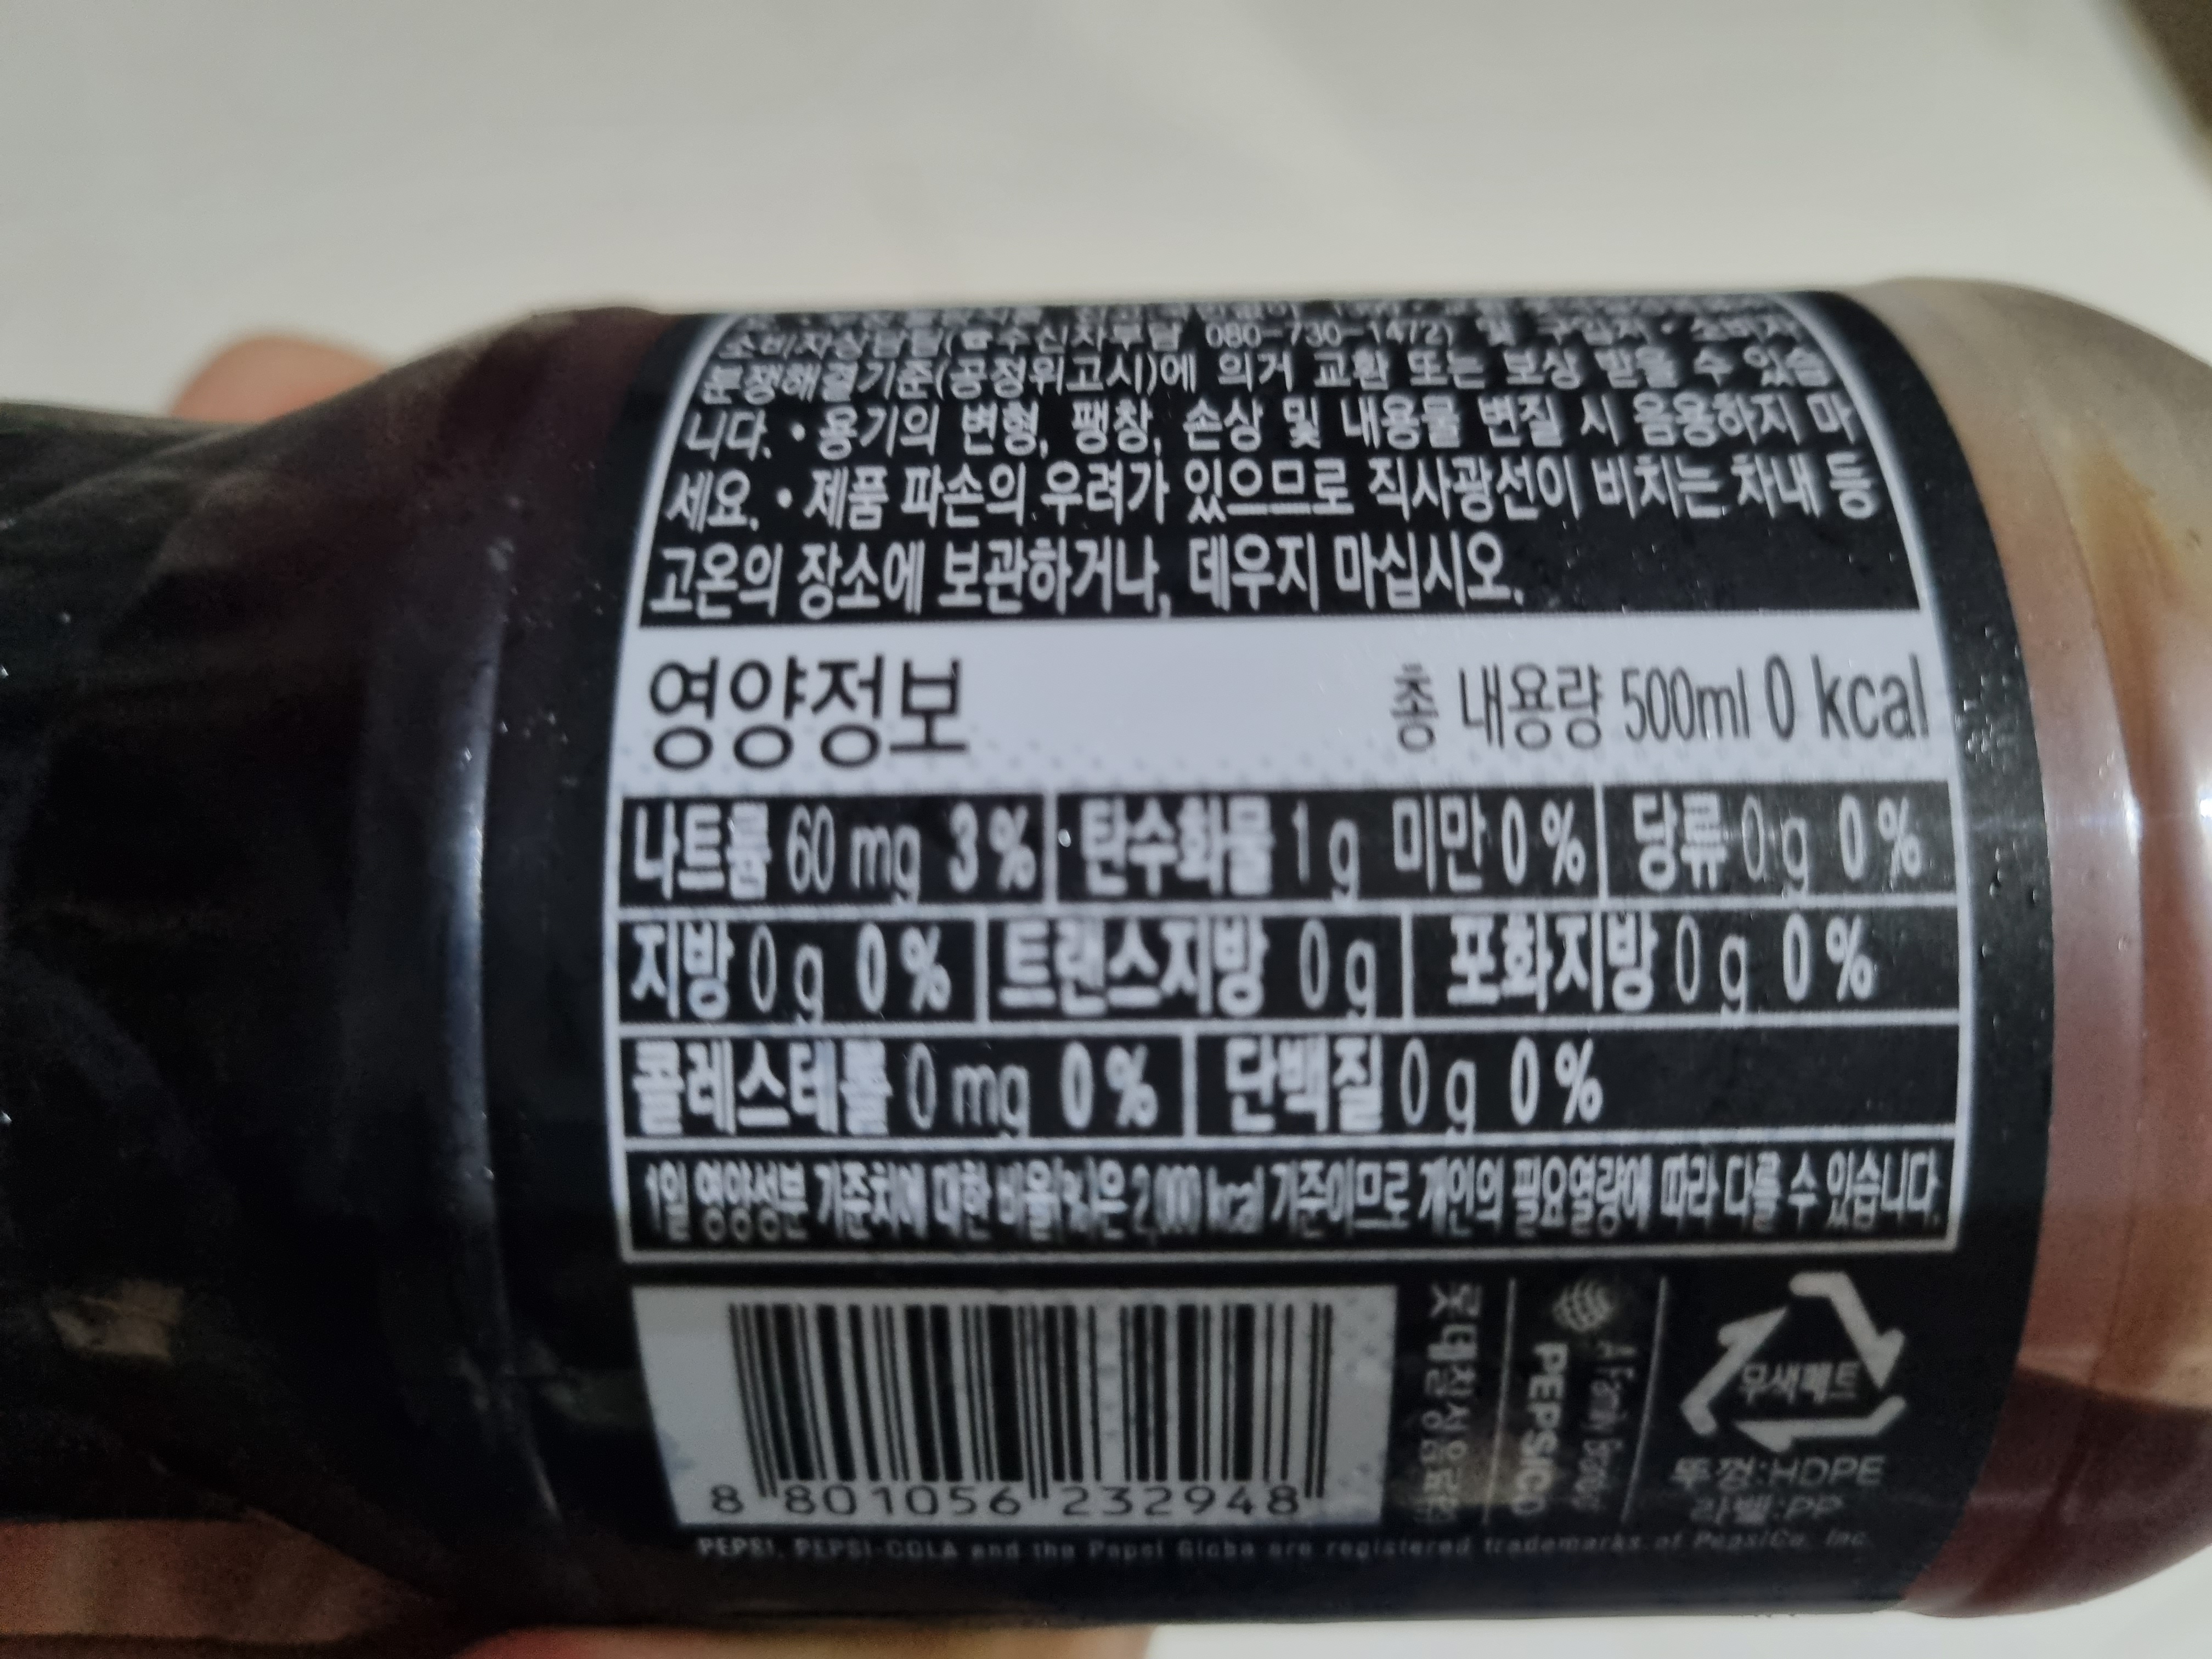 소비자상담실(수신자부담 080-730-1472) 및 구입처 · 소비자
분쟁해결기준(공정위고시)에 의거 교환 또는 보상 받을 수 있습
니다. • 용기의 변형, 팽창, 손상 및 내용물 변질 시 음용하지 마
세요. • 제품 파손의 우려가 있으므로 직사광선이 비치는 차내 등
고온의 장소에 보관하거나, 데우지 마십시오.
영양정보 총 내용량 500ml 0 kcal
나트륨 60 mg 3% 탄수화물 1 g 미만 0% 당류 0 g 0%
지방 0 g 0% 트랜스지방 0 g 포화지방 0 g 0%
콜레스테롤 0 mg 0% 단백질 0 g 0%
1일 영양성분 기준치에 대한 비율(%)은 2,000 kcal 기준이므로 개인의 필요열량에 따라 다를 수 있습니다.
8 801056 232948
롯데칠성음료㈜
PEPSICO
무색페트
뚜껑:HDPE
라벨:PP
PEPSI, PEPSI-COLA and the Pepsi Globe are registered trademarks of PepsiCo, Inc.